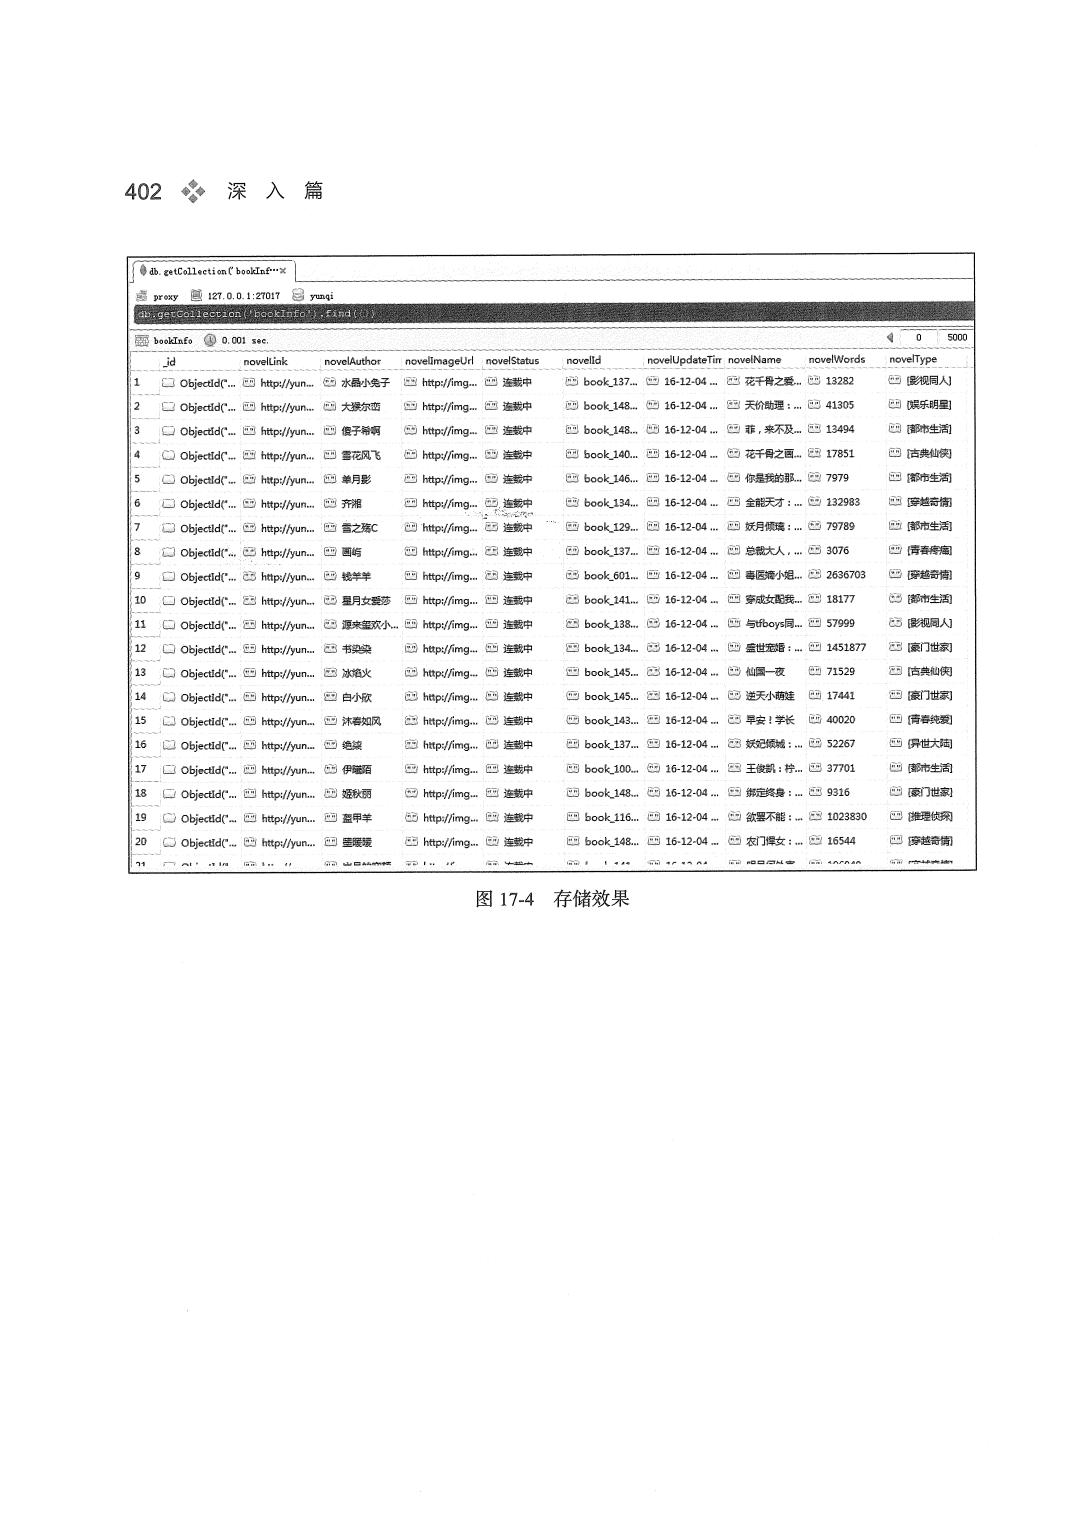 402 深 入 篇
db.getCollection('bookInf… ×
proxy 127.0.0.1:27017 yunqi
db.getCollection('bookInfo').find({})
bookInfo 0.001 sec. 0 5000
_id novelLink novelAuthor novelImageUrl novelStatus novelId novelUpdateTim novelName novelWords novelType
1 ObjectId("... http://yun... 水晶小兔子 http://img... 连载中 book_137... 16-12-04 ... 花千骨之爱... 13282 [影视同人]
2 ObjectId("... http://yun... 大猴尔峦 http://img... 连载中 book_148... 16-12-04 ... 天价助理：... 41305 [娱乐明星]
3 ObjectId("... http://yun... 傻子希啊 http://img... 连载中 book_148... 16-12-04 ... 菲，来不及... 13494 [都市生活]
4 ObjectId("... http://yun... 雪花风飞 http://img... 连载中 book_140... 16-12-04 ... 花千骨之画... 17851 [古典仙侠]
5 ObjectId("... http://yun... 单月影 http://img... 连载中 book_146... 16-12-04 ... 你是我的那... 7979 [都市生活]
6 ObjectId("... http://yun... 齐湘 http://img... 连载中 book_134... 16-12-04 ... 全能天才：... 132983 [穿越奇情]
7 ObjectId("... http://yun... 雪之殇C http://img... 连载中 book_129... 16-12-04 ... 妖月倾璃：... 79789 [都市生活]
8 ObjectId("... http://yun... 画屿 http://img... 连载中 book_137... 16-12-04 ... 总裁大人，... 3076 [青春疼痛]
9 ObjectId("... http://yun... 钱羊羊 http://img... 连载中 book_601... 16-12-04 ... 毒医嫡小姐... 2636703 [穿越奇情]
10 ObjectId("... http://yun... 星月女爱莎 http://img... 连载中 book_141... 16-12-04 ... 穿成女配我... 18177 [都市生活]
11 ObjectId("... http://yun... 源来玺欢小... http://img... 连载中 book_138... 16-12-04 ... 与tfboys同... 57999 [影视同人]
12 ObjectId("... http://yun... 书染染 http://img... 连载中 book_134... 16-12-04 ... 盛世宠婚：... 1451877 [豪门世家]
13 ObjectId("... http://yun... 冰焰火 http://img... 连载中 book_145... 16-12-04 ... 仙国一夜 71529 [古典仙侠]
14 ObjectId("... http://yun... 白小欣 http://img... 连载中 book_145... 16-12-04 ... 逆天小萌娃 17441 [豪门世家]
15 ObjectId("... http://yun... 沐春如风 http://img... 连载中 book_143... 16-12-04 ... 早安！学长 40020 [青春纯爱]
16 ObjectId("... http://yun... 绝柒 http://img... 连载中 book_137... 16-12-04 ... 妖妃倾城：... 52267 [异世大陆]
17 ObjectId("... http://yun... 伊曦陌 http://img... 连载中 book_100... 16-12-04 ... 王俊凯：柠... 37701 [都市生活]
18 ObjectId("... http://yun... 娅秋丽 http://img... 连载中 book_148... 16-12-04 ... 绑定终身：... 9316 [豪门世家]
19 ObjectId("... http://yun... 盔甲羊 http://img... 连载中 book_116... 16-12-04 ... 欲罢不能：... 1023830 [推理侦探]
20 ObjectId("... http://yun... 墨暖暖 http://img... 连载中 book_148... 16-12-04 ... 农门悍女：... 16544 [穿越奇情]
图 17-4 存储效果